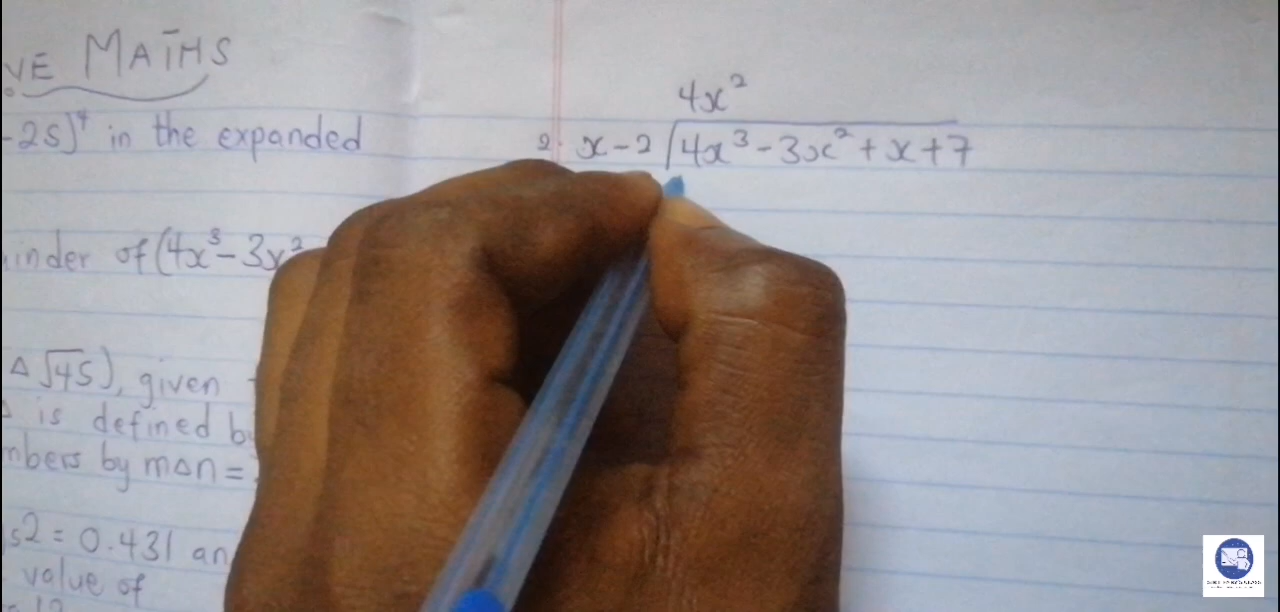 VE MATHS
-2s)⁴ in the expanded
inder of (4x³-3x²
Δ√45), given
Δ is defined b
mbers by mΔn=
s2 = 0.431 an
value of
4x²
2. x-2 4x³-3x²+x+7